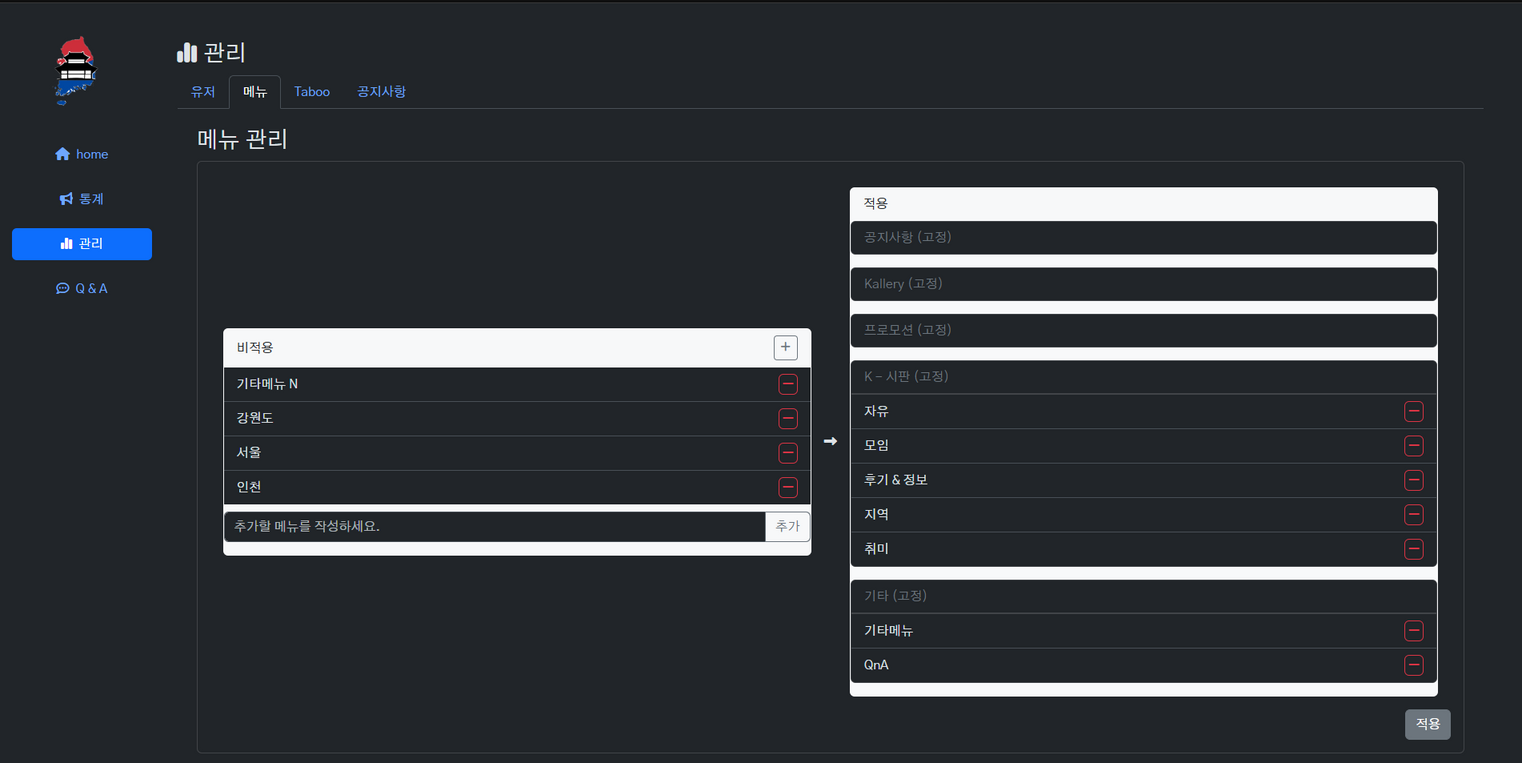 관리
유저 메뉴 Taboo 공지사항
home
통계
관리
Q & A
메뉴 관리
비적용
기타메뉴 N
강원도
서울
인천
추가할 메뉴를 작성하세요. 추가
적용
공지사항 (고정)
Kallery (고정)
프로모션 (고정)
K - 시판 (고정)
자유
모임
후기 & 정보
지역
취미
기타 (고정)
기타메뉴
QnA
적용